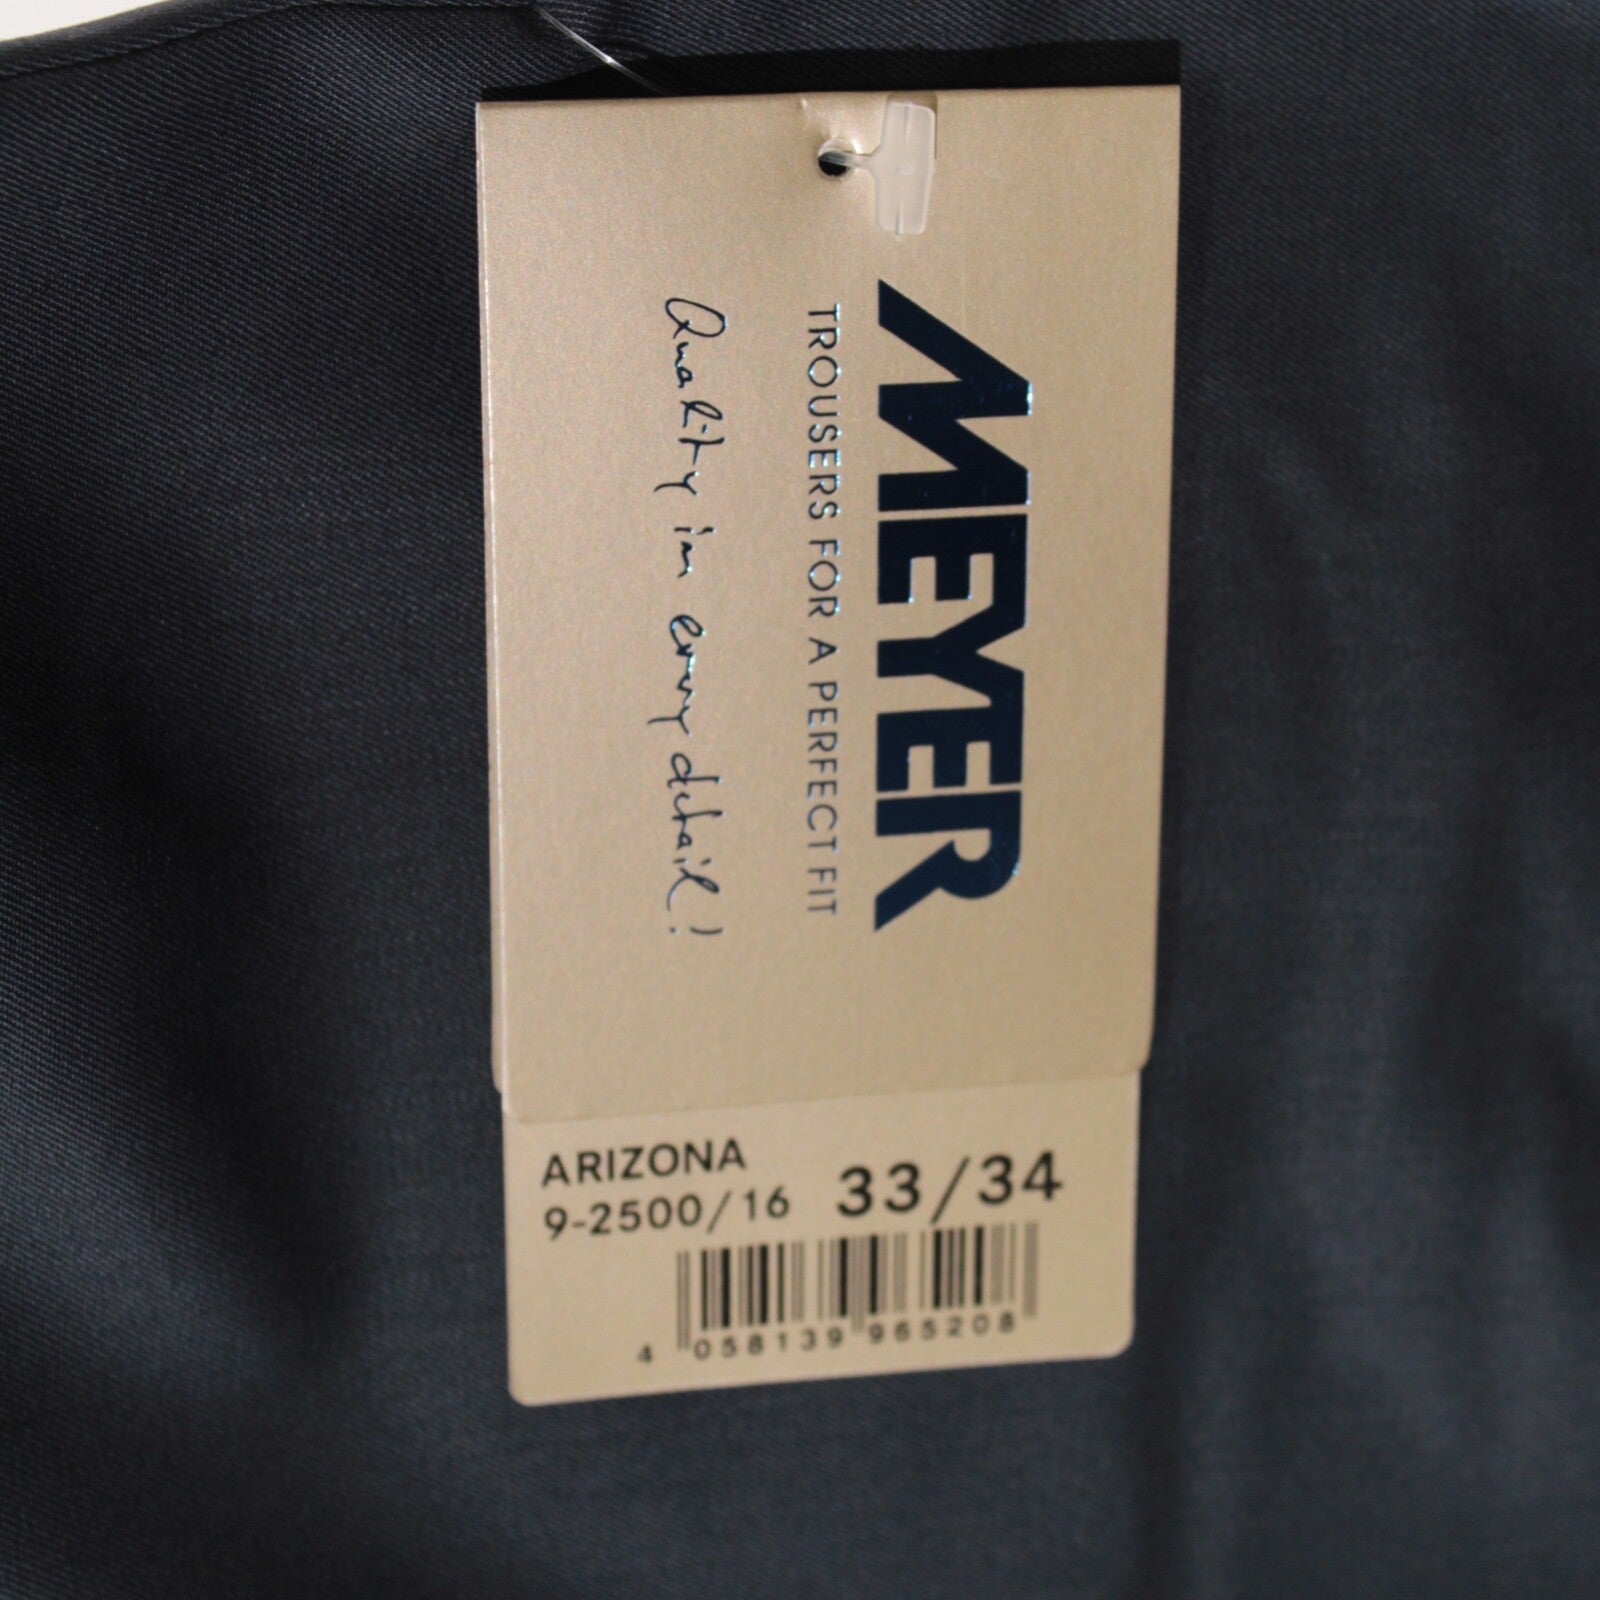 MEYER
TROUSERS FOR A PERFECT FIT
Quality in every detail!
ARIZONA
9-2500/16 33/34
4 058139 965208